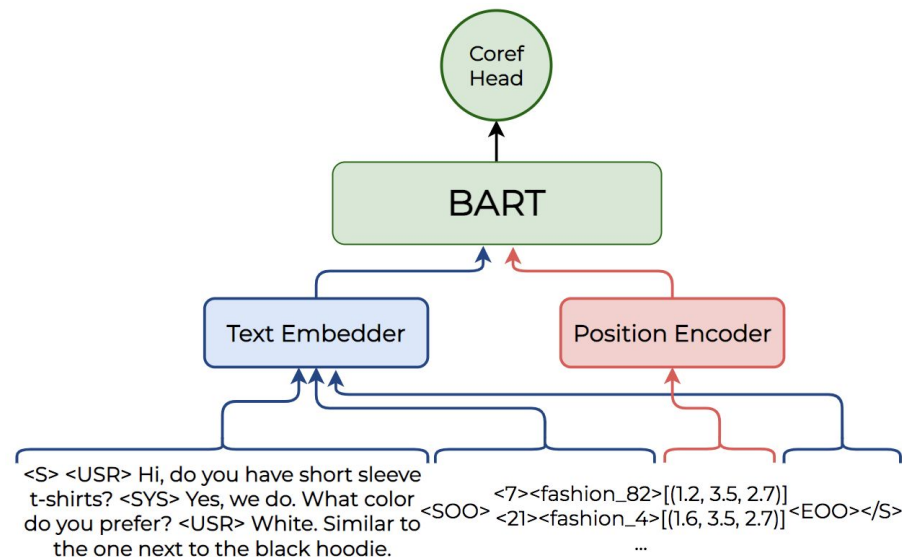 Coref
Head
BART
Text Embedder
Position Encoder
<S> <USR> Hi, do you have short sleeve
t-shirts? <SYS> Yes, we do. What color
do you prefer? <USR> White. Similar to
the one next to the black hoodie.
<SOO>
<7><fashion_82>[(1.2, 3.5, 2.7)]
<21><fashion_4>[(1.6, 3.5, 2.7)]
...
<EOO></S>